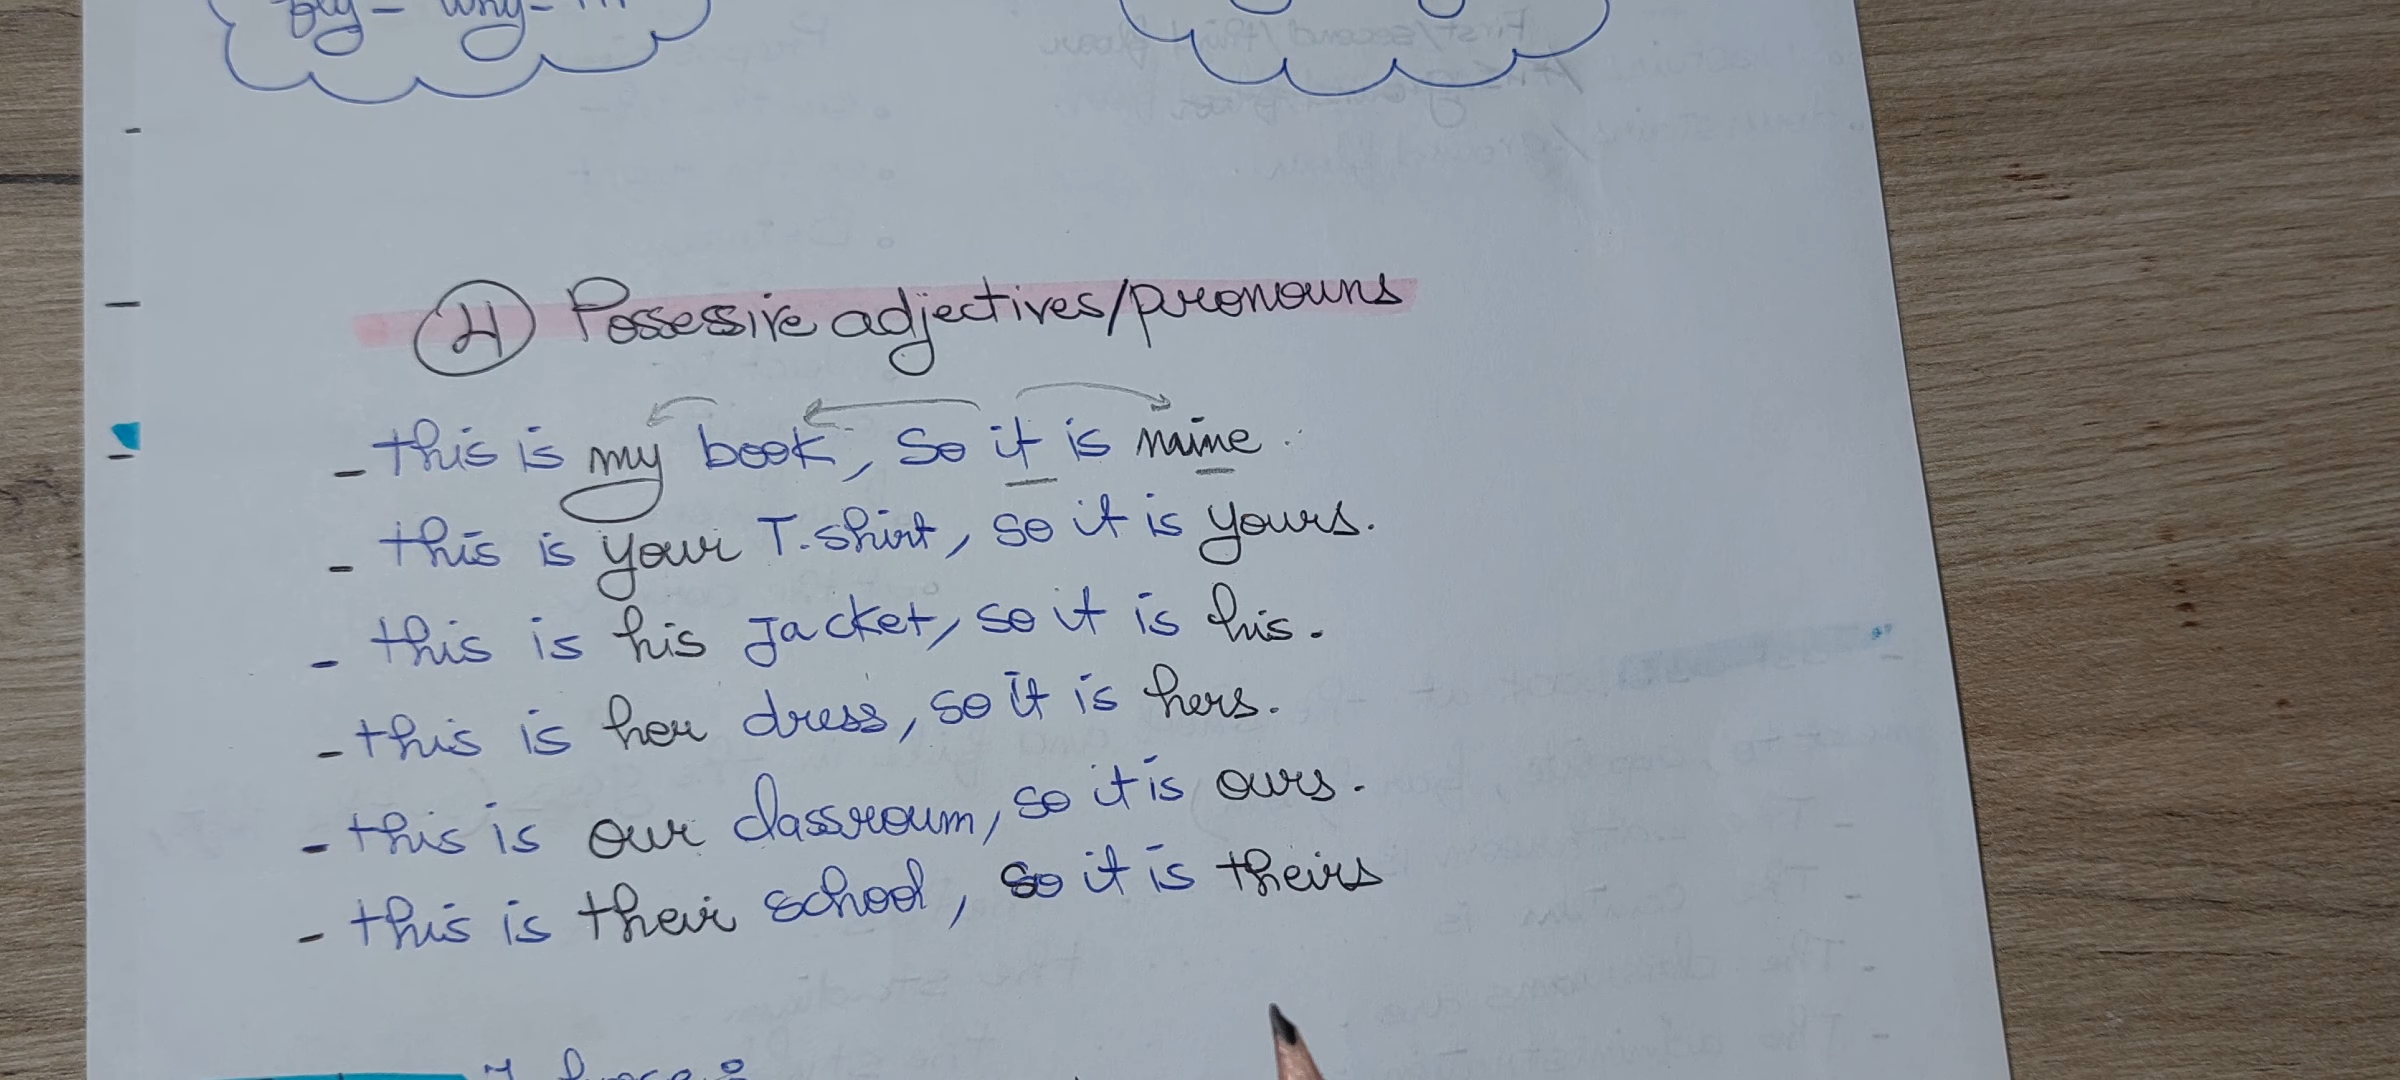 why-
④ Possessive adjectives/pronouns
- this is my book, So it is mine.
- this is your T.shirt, so it is yours.
- this is his Jacket, so it is his.
- this is her dress, so it is hers.
- this is our classroum, so it is ours.
- this is their school, so it is theirs